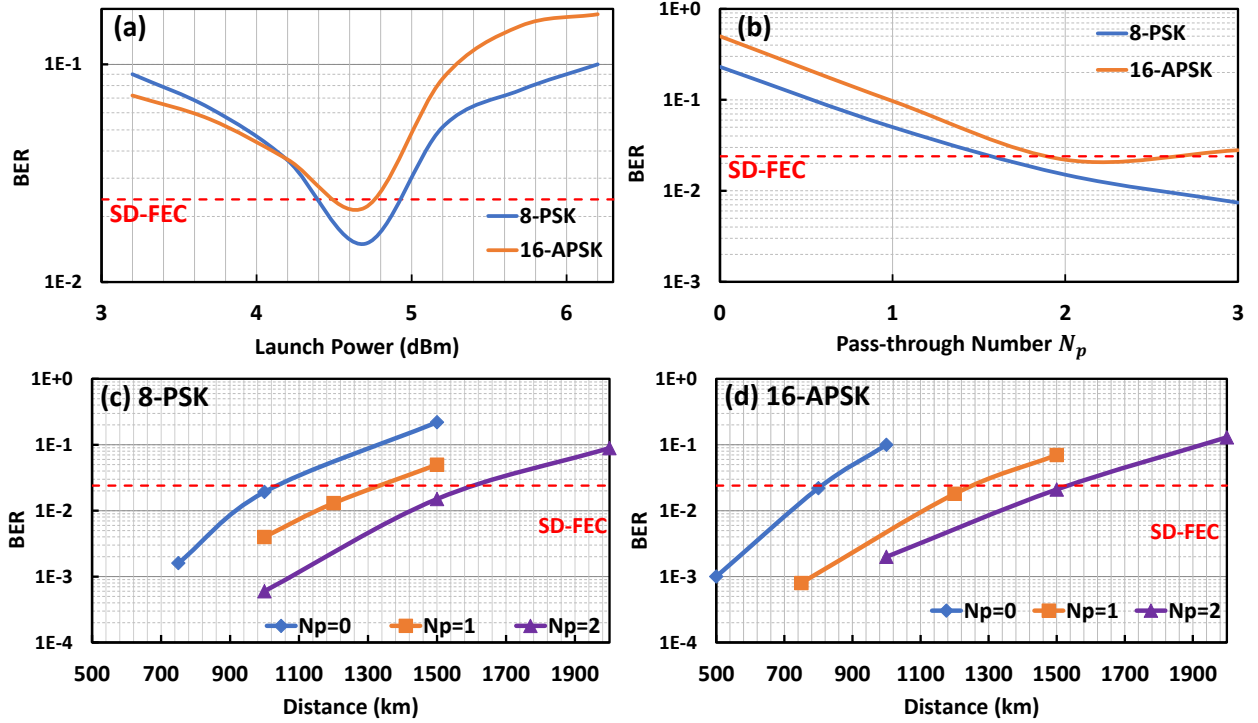 (a)
BER
1E-1
1E-2
SD-FEC
8-PSK
16-APSK
3 4 5 6
Launch Power (dBm)
(b)
BER
1E+0
1E-1
1E-2
1E-3
8-PSK
16-APSK
SD-FEC
0 1 2 3
Pass-through Number Nₚ
(c) 8-PSK
BER
1E+0
1E-1
1E-2
1E-3
1E-4
SD-FEC
Np=0 Np=1 Np=2
500 700 900 1100 1300 1500 1700 1900
Distance (km)
(d) 16-APSK
BER
1E+0
1E-1
1E-2
1E-3
1E-4
SD-FEC
Np=0 Np=1 Np=2
500 700 900 1100 1300 1500 1700 1900
Distance (km)